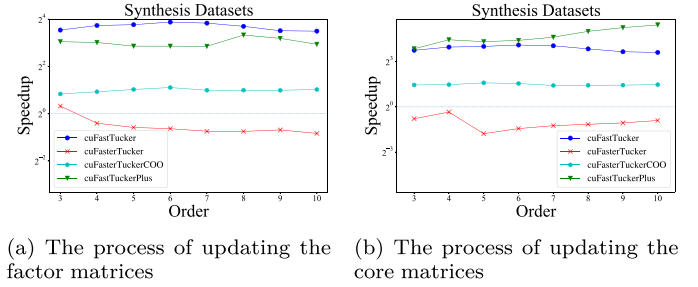 Synthesis Datasets
2^4
2^2
2^0
2^-2
Speedup
cuFastTucker
cuFasterTucker
cuFasterTuckerCOO
cuFastTuckerPlus
3 4 5 6 7 8 9 10
Order
(a) The process of updating the
factor matrices
Synthesis Datasets
2^3
2^0
2^-3
Speedup
cuFastTucker
cuFasterTucker
cuFasterTuckerCOO
cuFastTuckerPlus
3 4 5 6 7 8 9 10
Order
(b) The process of updating the
core matrices